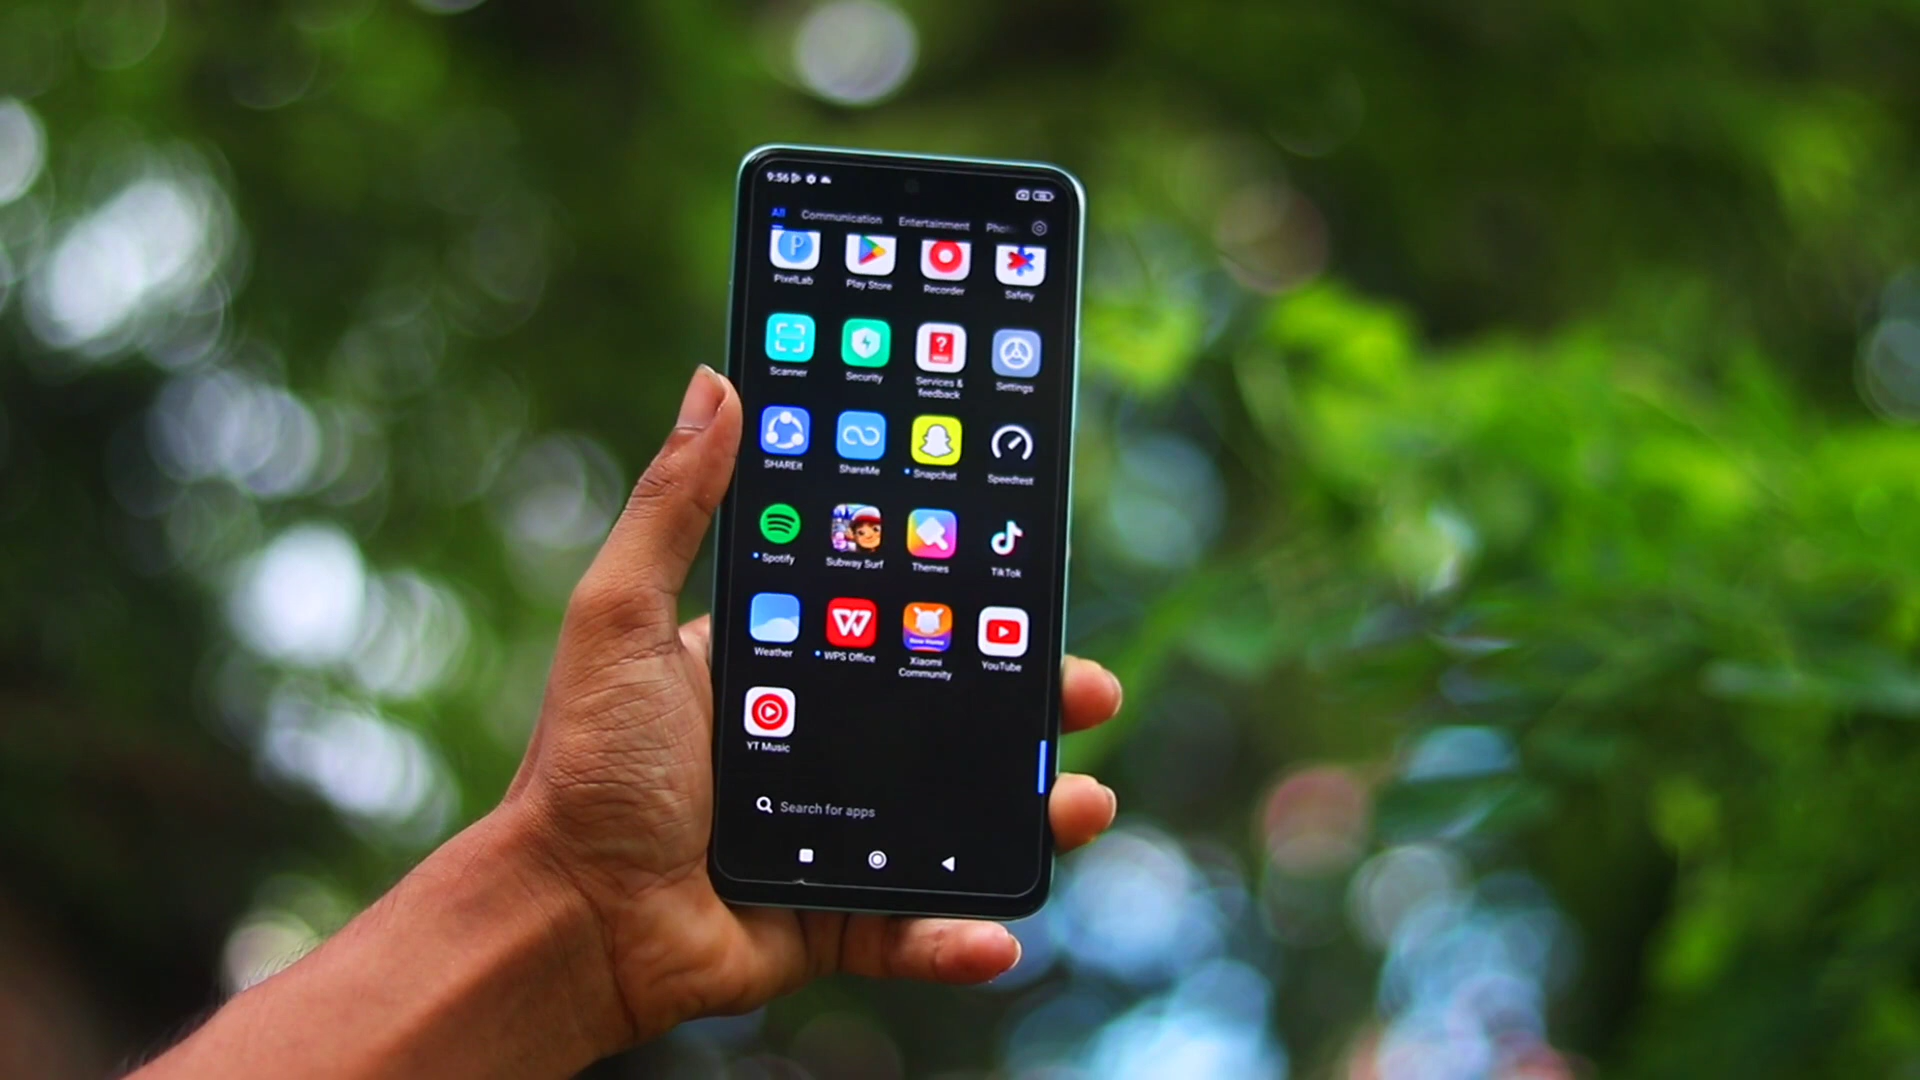 9:56
All Communication Entertainment
PixelLab Play Store Recorder Safety
Scanner Security Services & feedback Settings
SHAREit ShareMe Snapchat Speedtest
Spotify Subway Surf Themes TikTok
Weather WPS Office Xiaomi Community YouTube
YT Music
Search for apps